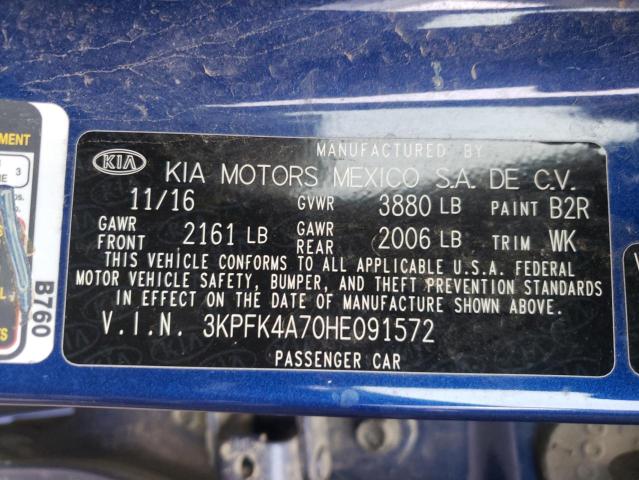 MENT
3
KIA
MANUFACTURED BY
KIA MOTORS MEXICO S.A. DE C.V.
11/16 GVWR 3880 LB PAINT B2R
GAWR FRONT 2161 LB GAWR REAR 2006 LB TRIM WK
THIS VEHICLE CONFORMS TO ALL APPLICABLE U.S.A. FEDERAL
MOTOR VEHICLE SAFETY, BUMPER, AND THEFT PREVENTION STANDARDS
IN EFFECT ON THE DATE OF MANUFACTURE SHOWN ABOVE.
V.I.N. 3KPFK4A70HE091572
PASSENGER CAR
B760